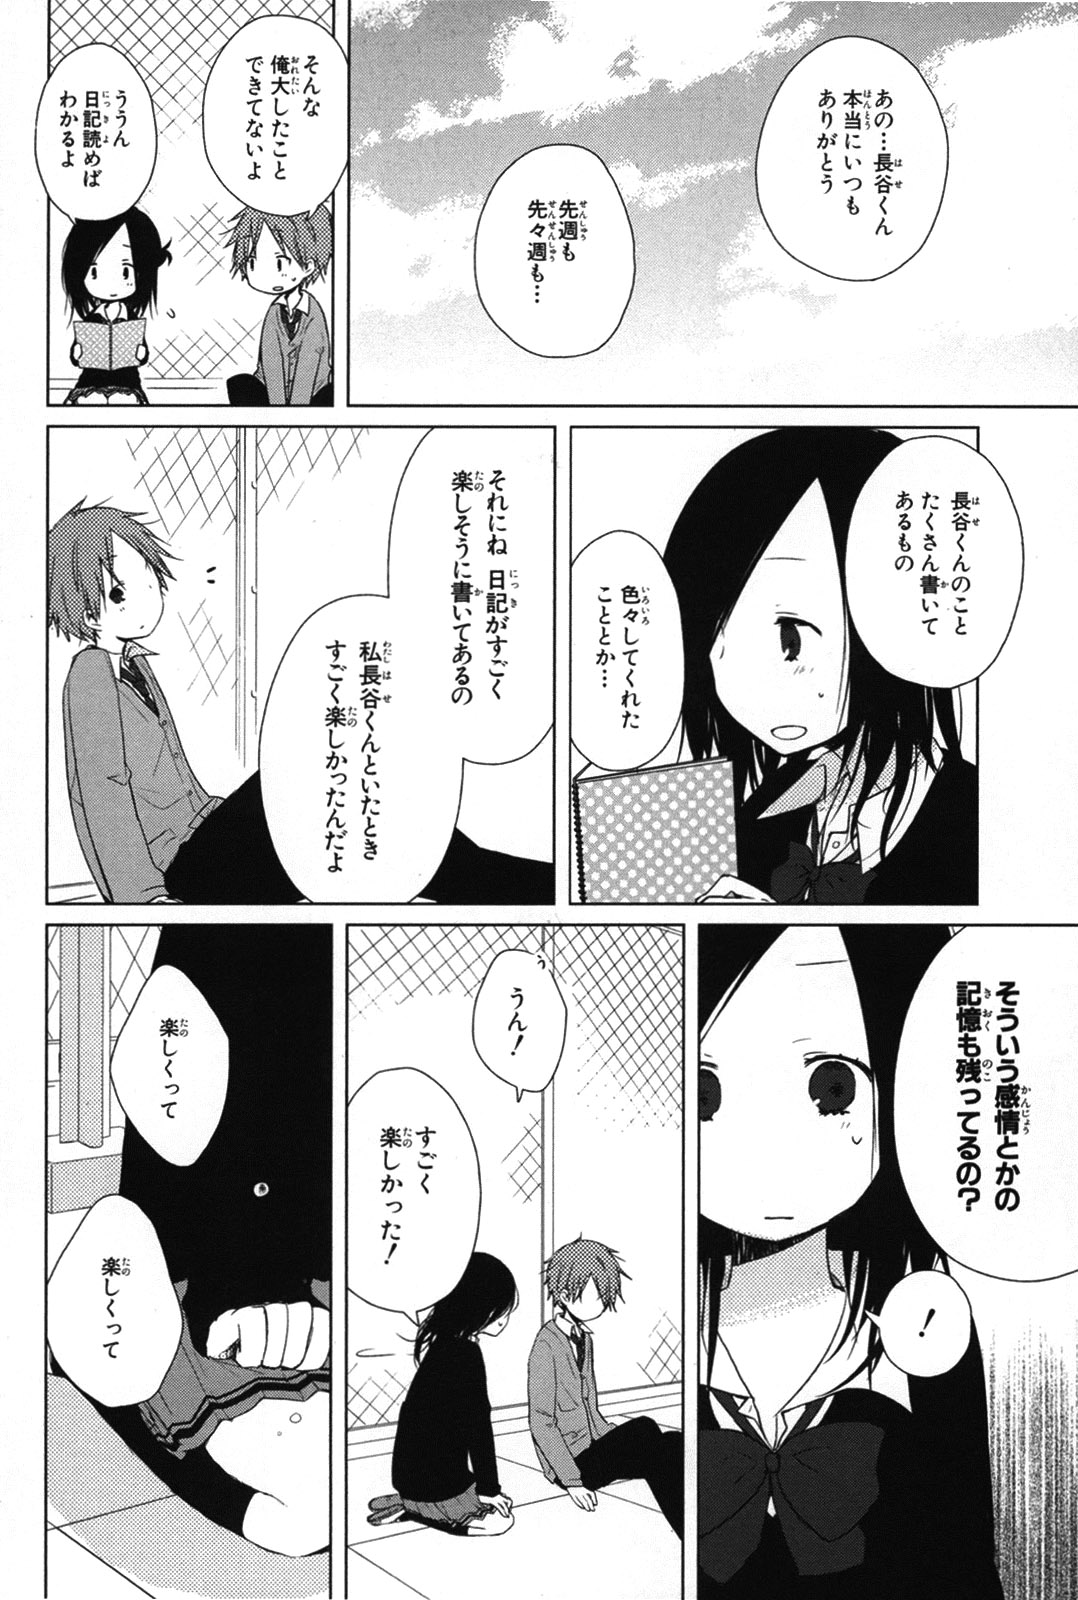 あの…長谷くん
本当にいつも
ありがとう
先週も
先々週も…
そんな
俺大したこと
できてないよ
ううん
日記読めば
わかるよ
長谷くんのこと
たくさん書いて
あるもの
色々してくれた
こととか…
それにね 日記がすごく
楽しそうに書いてあるの
私長谷くんといたとき
すごく楽しかったんだよ
そういう感情とかの
記憶も残ってるの?
!
うん!
すごく
楽しかった!
楽しくって
楽しくって